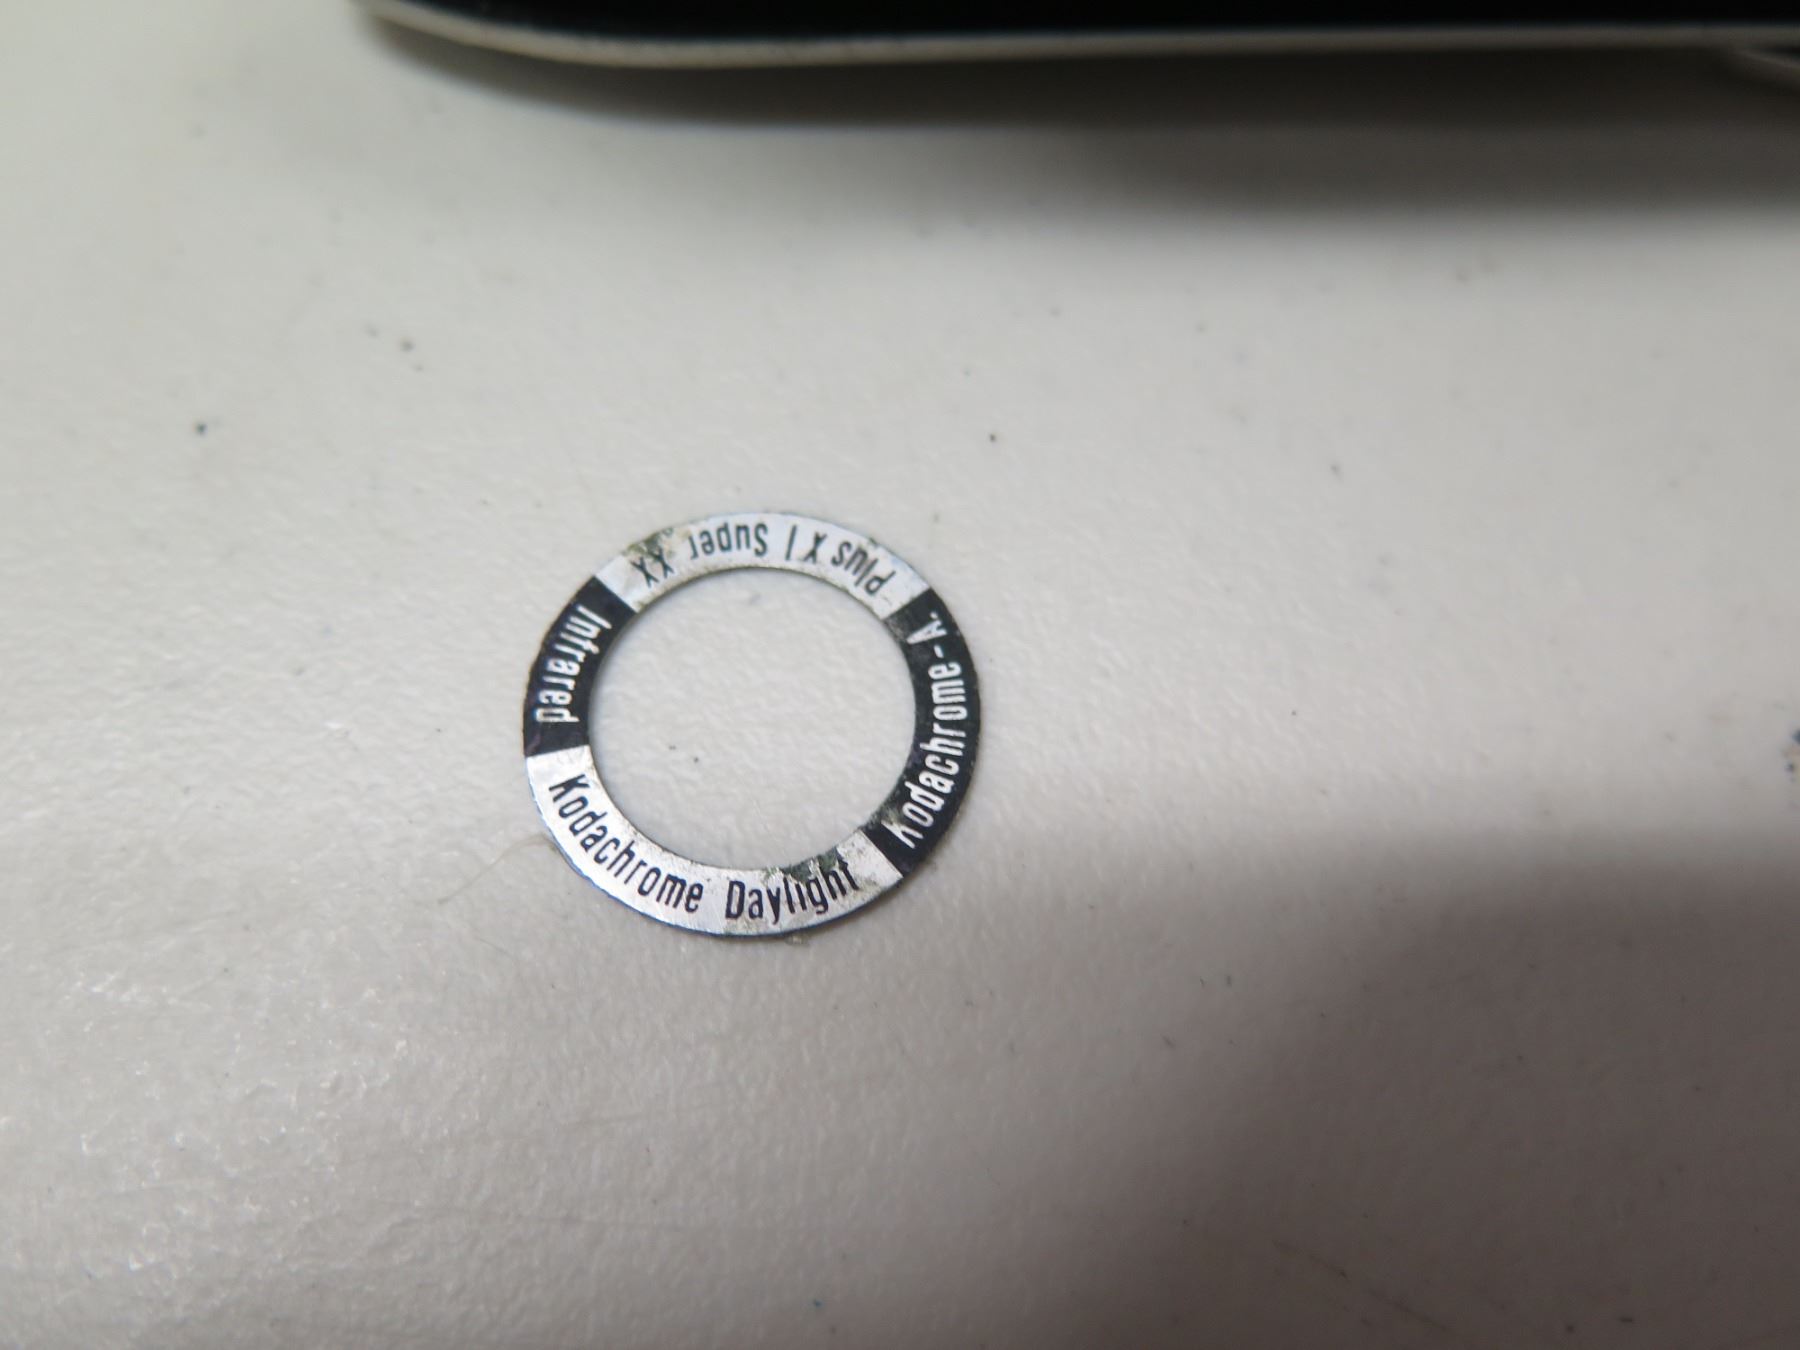 Kodachrome Daylight
Kodachrome-A.
Plus X | Super XX
Infrared